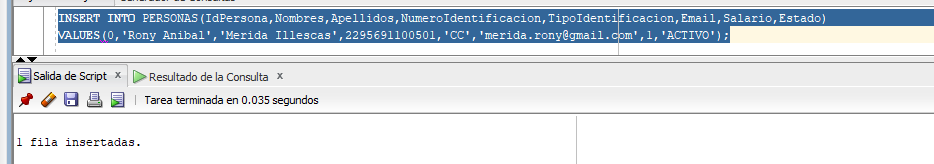 INSERT INTO PERSONAS(IdPersona,Nombres,Apellidos,NumeroIdentificacion,TipoIdentificacion,Email,Salario,Estado)
VALUES(0,'Rony Anibal','Merida Illescas',2295691100501,'CC','merida.rony@gmail.com',1,'ACTIVO');
Salida de Script x Resultado de la Consulta x
Tarea terminada en 0.035 segundos
1 fila insertadas.